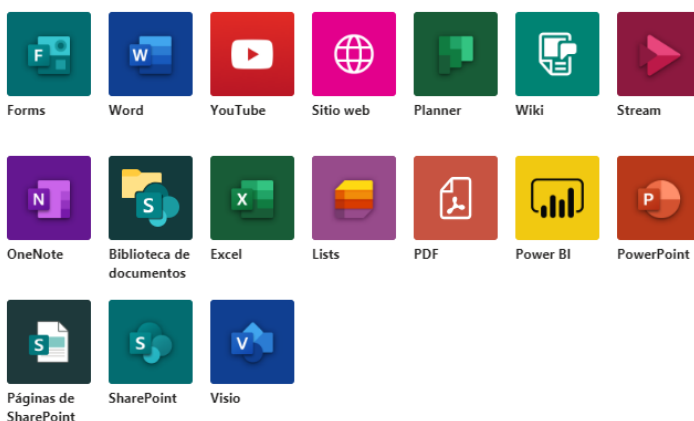 Forms
Word
YouTube
Sitio web
Planner
Wiki
Stream
OneNote
Biblioteca de
documentos
Excel
Lists
PDF
Power BI
PowerPoint
Páginas de
SharePoint
SharePoint
Visio
F
W
N
S
X
P
S
S
V